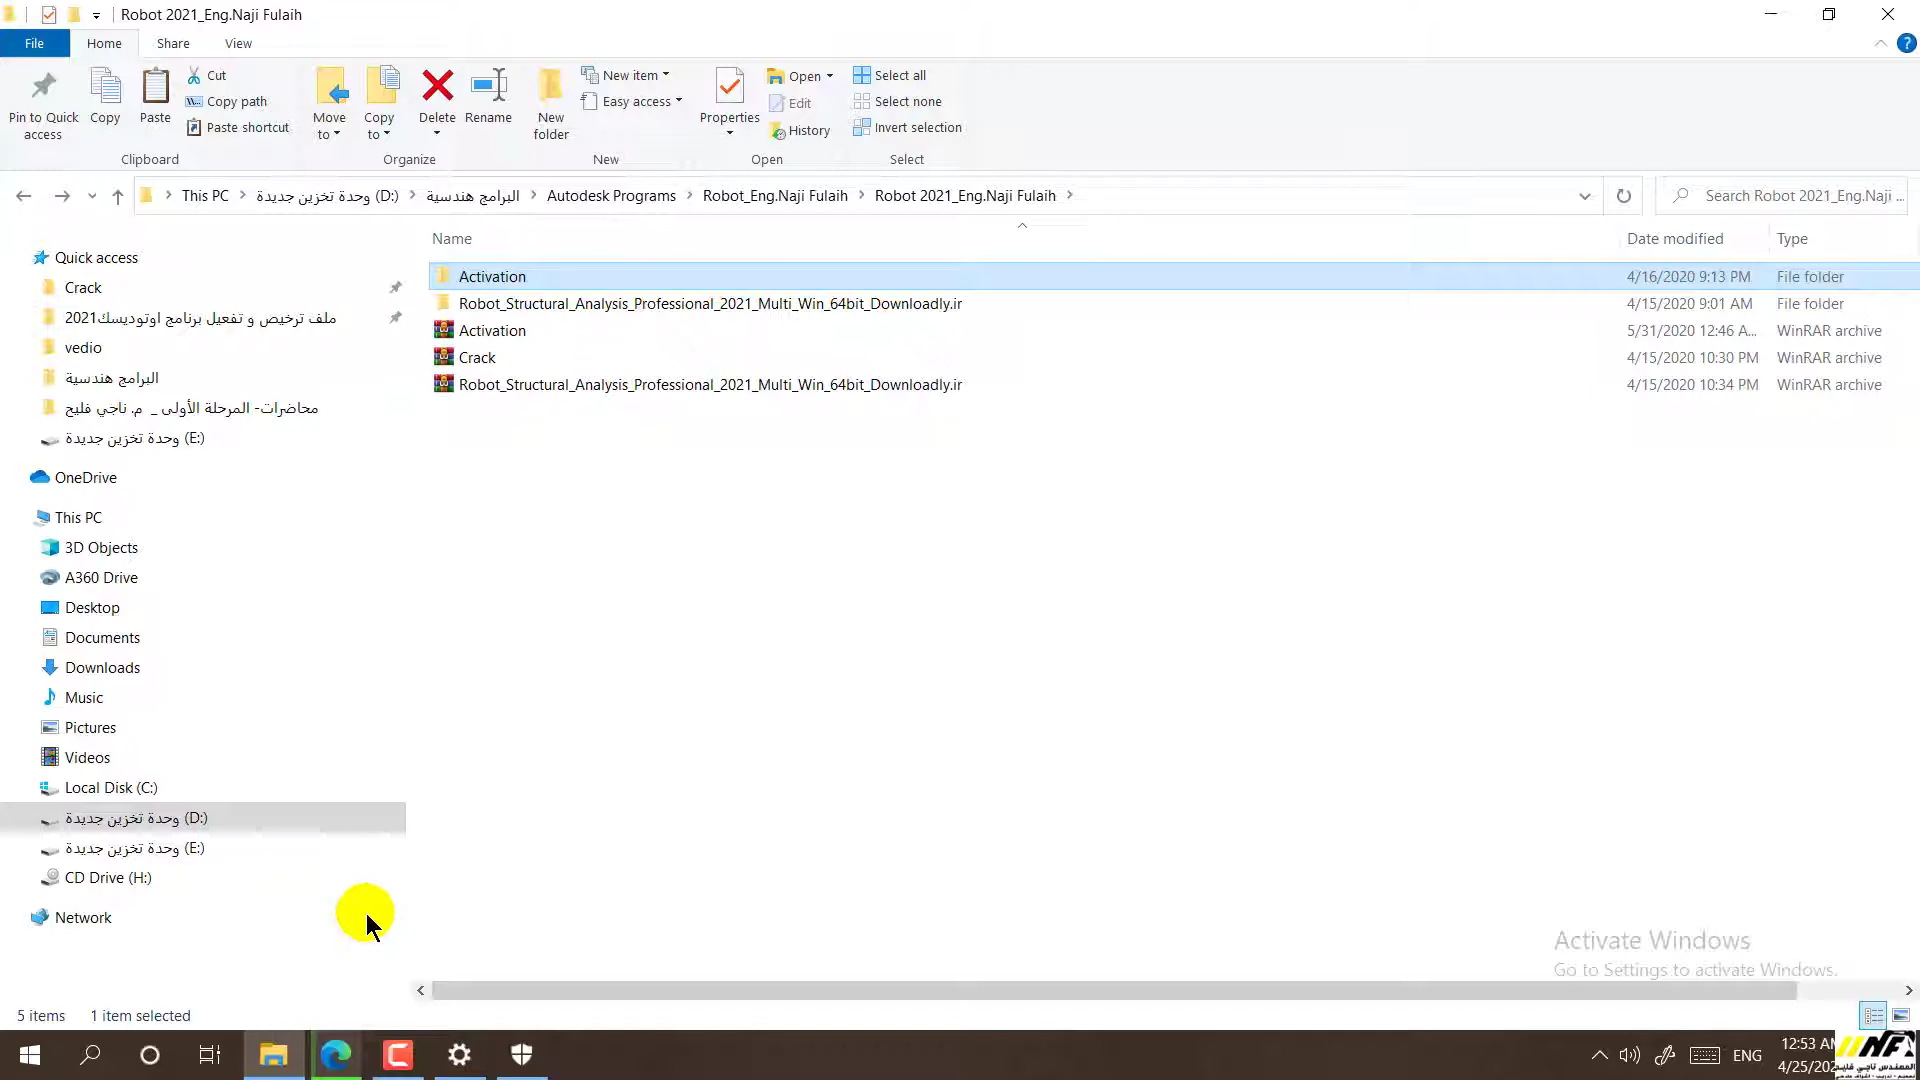 Robot 2021_Eng.Naji Fulaih
File
Home
Share
View
Pin to Quick access
Copy
Paste
Cut
Copy path
Paste shortcut
Clipboard
Move to
Copy to
Delete
Rename
Organize
New folder
New item
Easy access
New
Properties
Open
Edit
History
Open
Select all
Select none
Invert selection
Select
This PC
وحدة تخزين جديدة (D:)
البرامج هندسية
Autodesk Programs
Robot_Eng.Naji Fulaih
Robot 2021_Eng.Naji Fulaih
Search Robot 2021_Eng.Naji ...
Name
Date modified
Type
Activation 4/16/2020 9:13 PM File folder
Robot_Structural_Analysis_Professional_2021_Multi_Win_64bit_Downloadly.ir 4/15/2020 9:01 AM File folder
Activation 5/31/2020 12:46 A... WinRAR archive
Crack 4/15/2020 10:30 PM WinRAR archive
Robot_Structural_Analysis_Professional_2021_Multi_Win_64bit_Downloadly.ir 4/15/2020 10:34 PM WinRAR archive
Quick access
Crack
ملف ترخيص و تفعيل برنامج اوتوديسك2021
vedio
البرامج هندسية
محاضرات- المرحلة الأولى _ م. ناجي فليح
وحدة تخزين جديدة (E:)
OneDrive
This PC
3D Objects
A360 Drive
Desktop
Documents
Downloads
Music
Pictures
Videos
Local Disk (C:)
وحدة تخزين جديدة (D:)
وحدة تخزين جديدة (E:)
CD Drive (H:)
Network
Activate Windows
Go to Settings to activate Windows.
5 items
1 item selected
ENG
12:53
4/25/20
NF
المهندس ناجي فليح